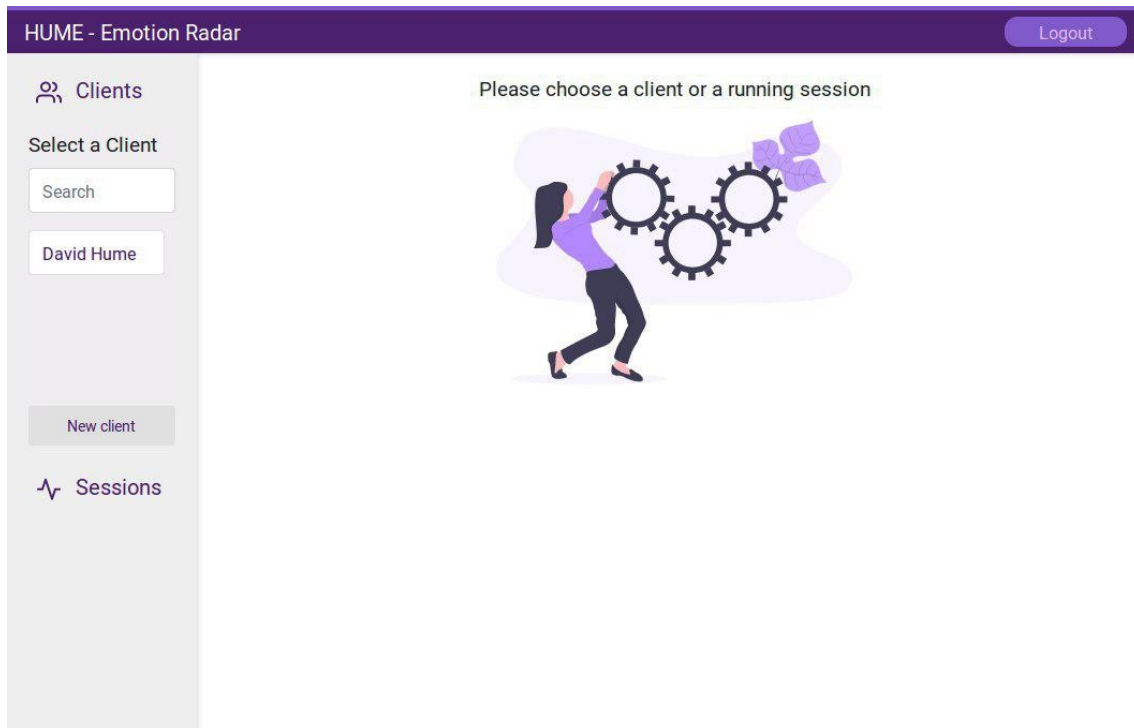 HUME - Emotion Radar
Logout
Clients
Select a Client
Search
David Hume
New client
Sessions
Please choose a client or a running session